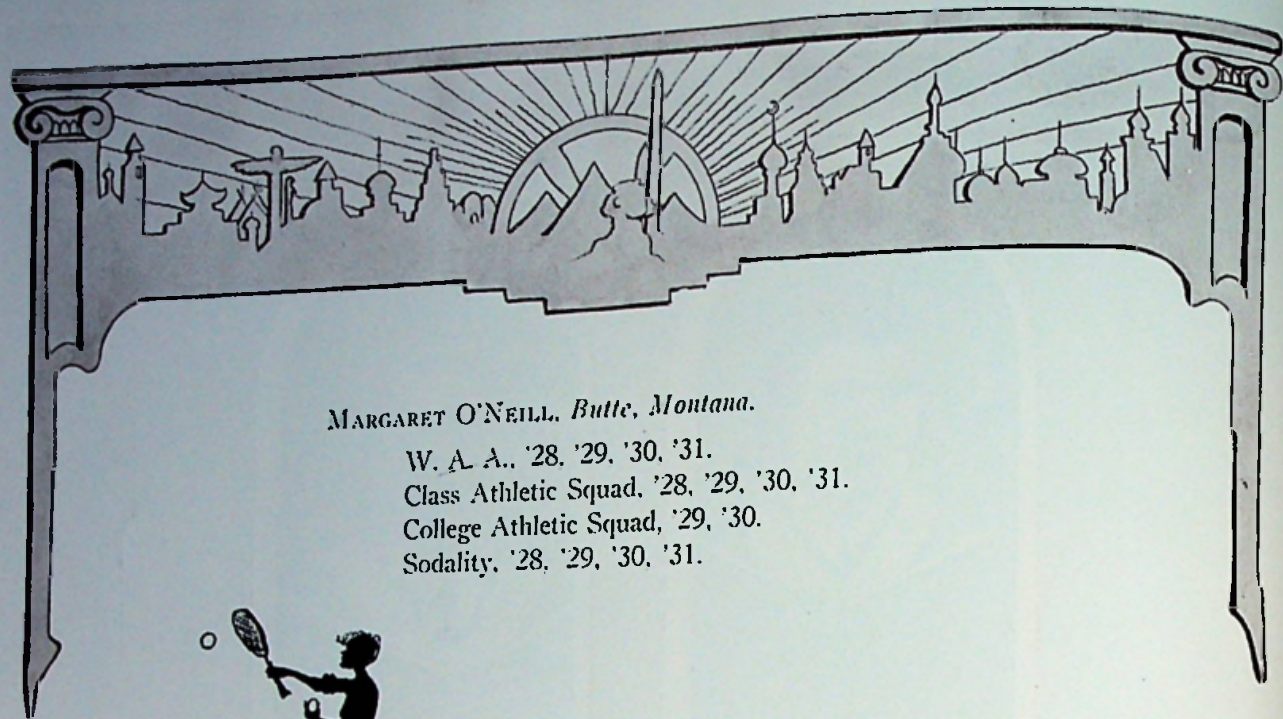 MARGARET O'NEILL, Butte, Montana.
W. A. A., '28, '29, '30, '31.
Class Athletic Squad, '28, '29, '30, '31.
College Athletic Squad, '29, '30.
Sodality, '28, '29, '30, '31.